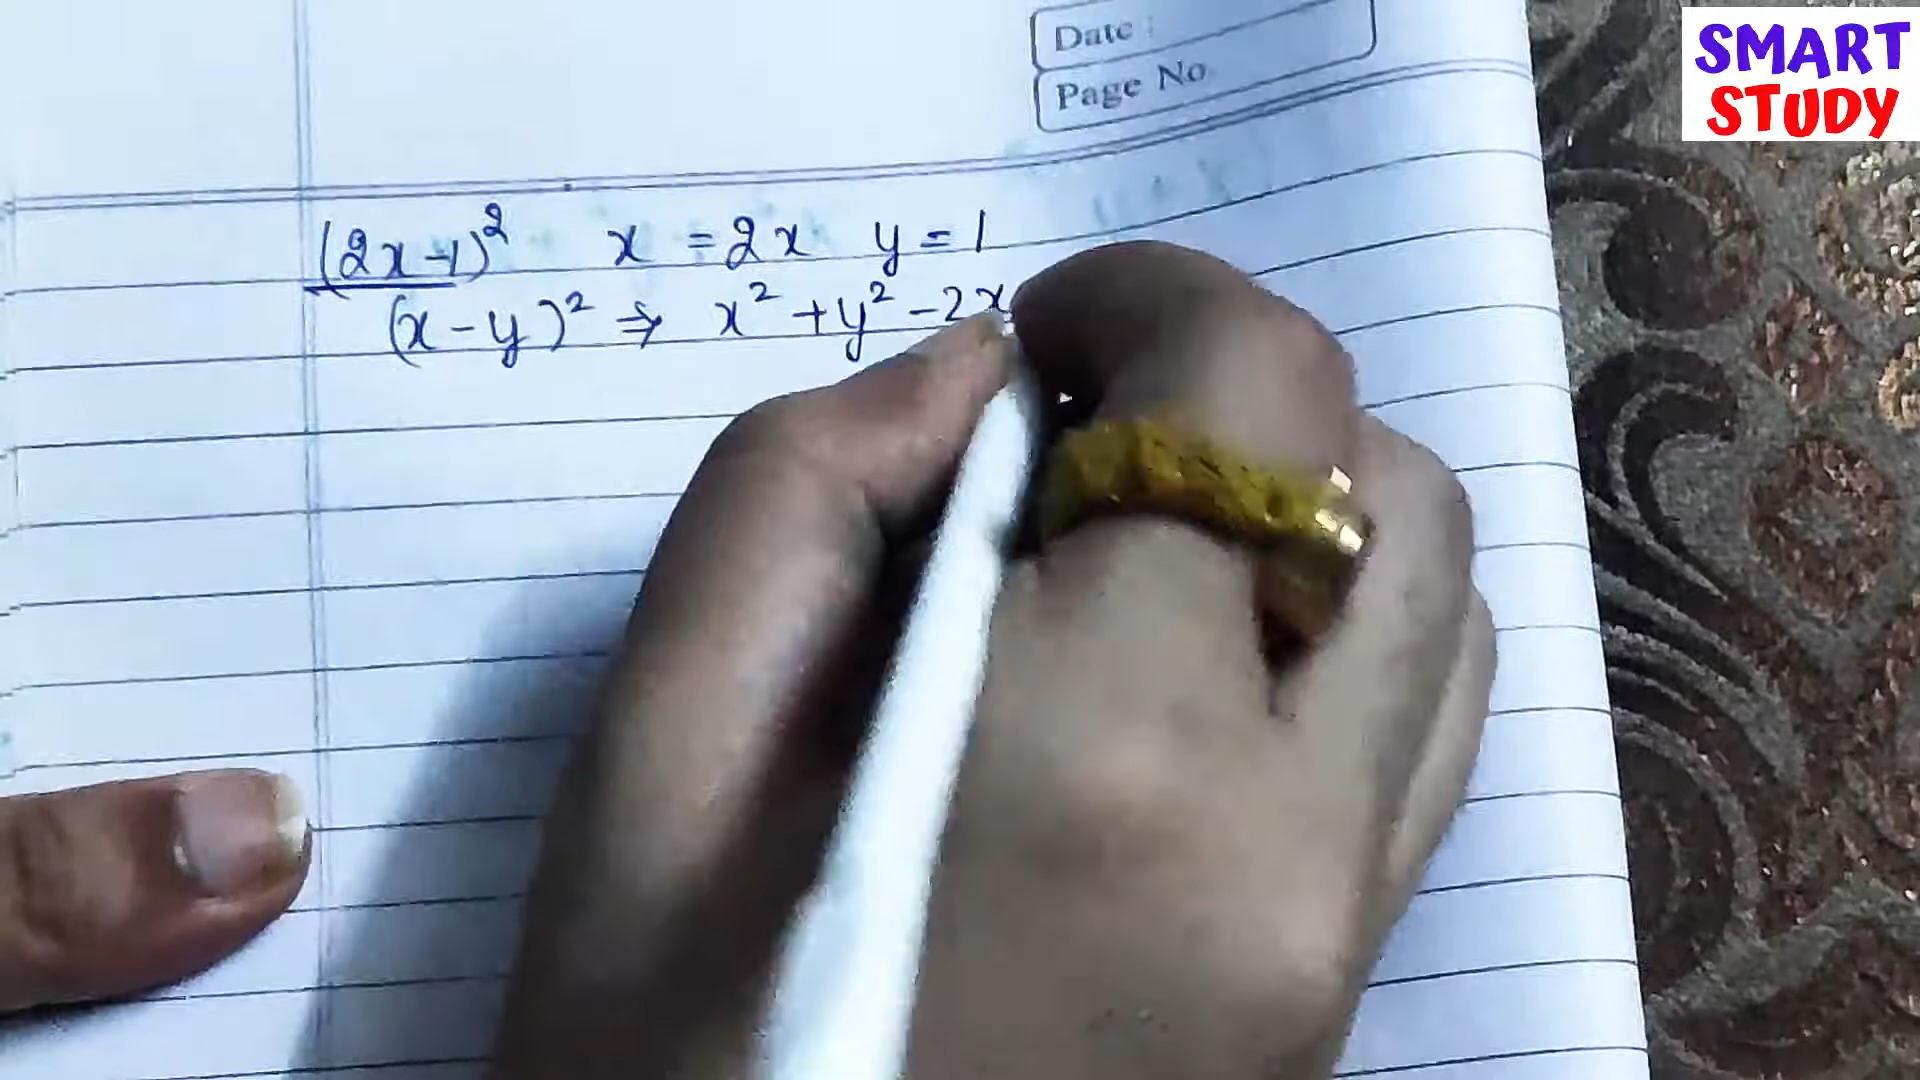 SMART
STUDY
Date :
Page No.
(2x-1)² x = 2x y = 1
(x-y)² ⇒ x² + y² - 2x